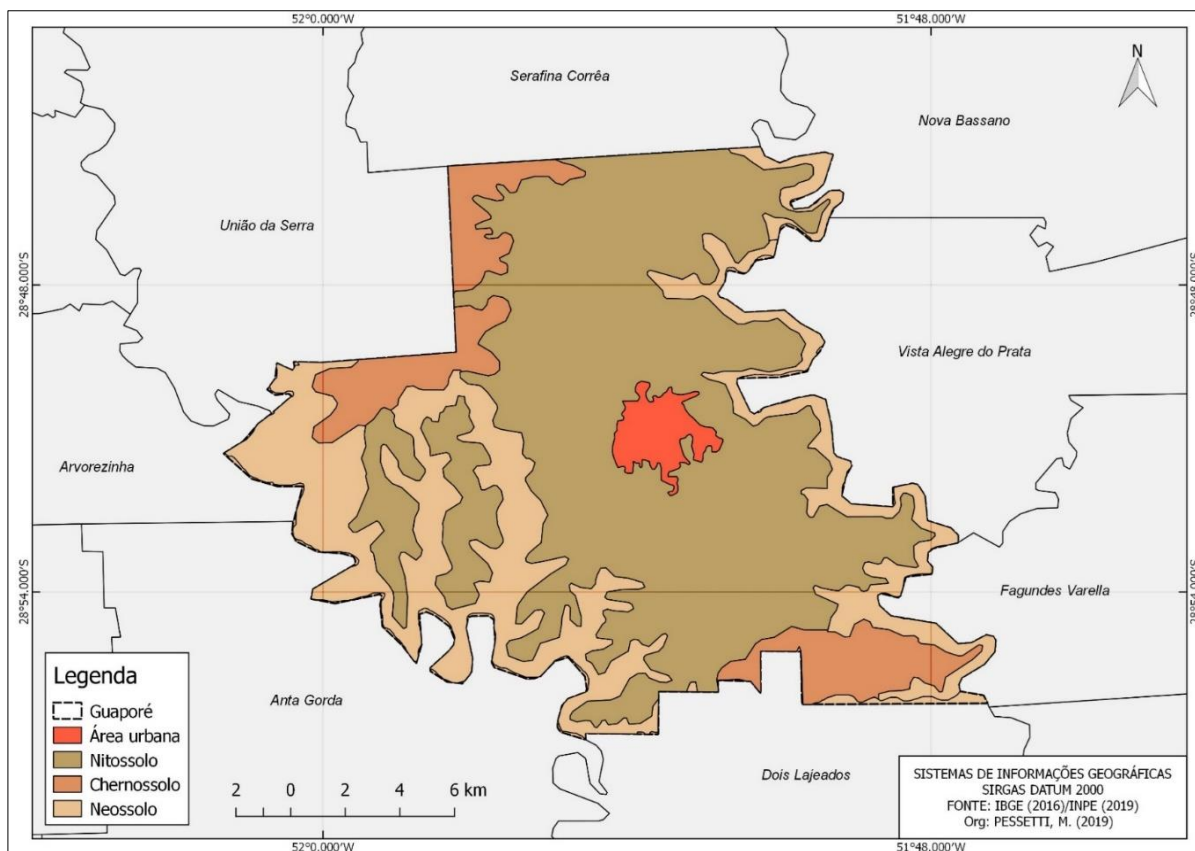 52°0.000'W
51°48.000'W
Serafina Corrêa
N
Nova Bassano
União da Serra
28°48.000'S
28°48.000'S
Vista Alegre do Prata
Arvorezinha
28°54.000'S
28°54.000'S
Fagundes Varella
Legenda
Guaporé
Área urbana
Nitossolo
Chernossolo
Neossolo
Anta Gorda
2 0 2 4 6 km
Dois Lajeados
SISTEMAS DE INFORMAÇÕES GEOGRÁFICAS
SIRGAS DATUM 2000
FONTE: IBGE (2016)/INPE (2019)
Org: PESSETTI, M. (2019)
52°0.000'W
51°48.000'W